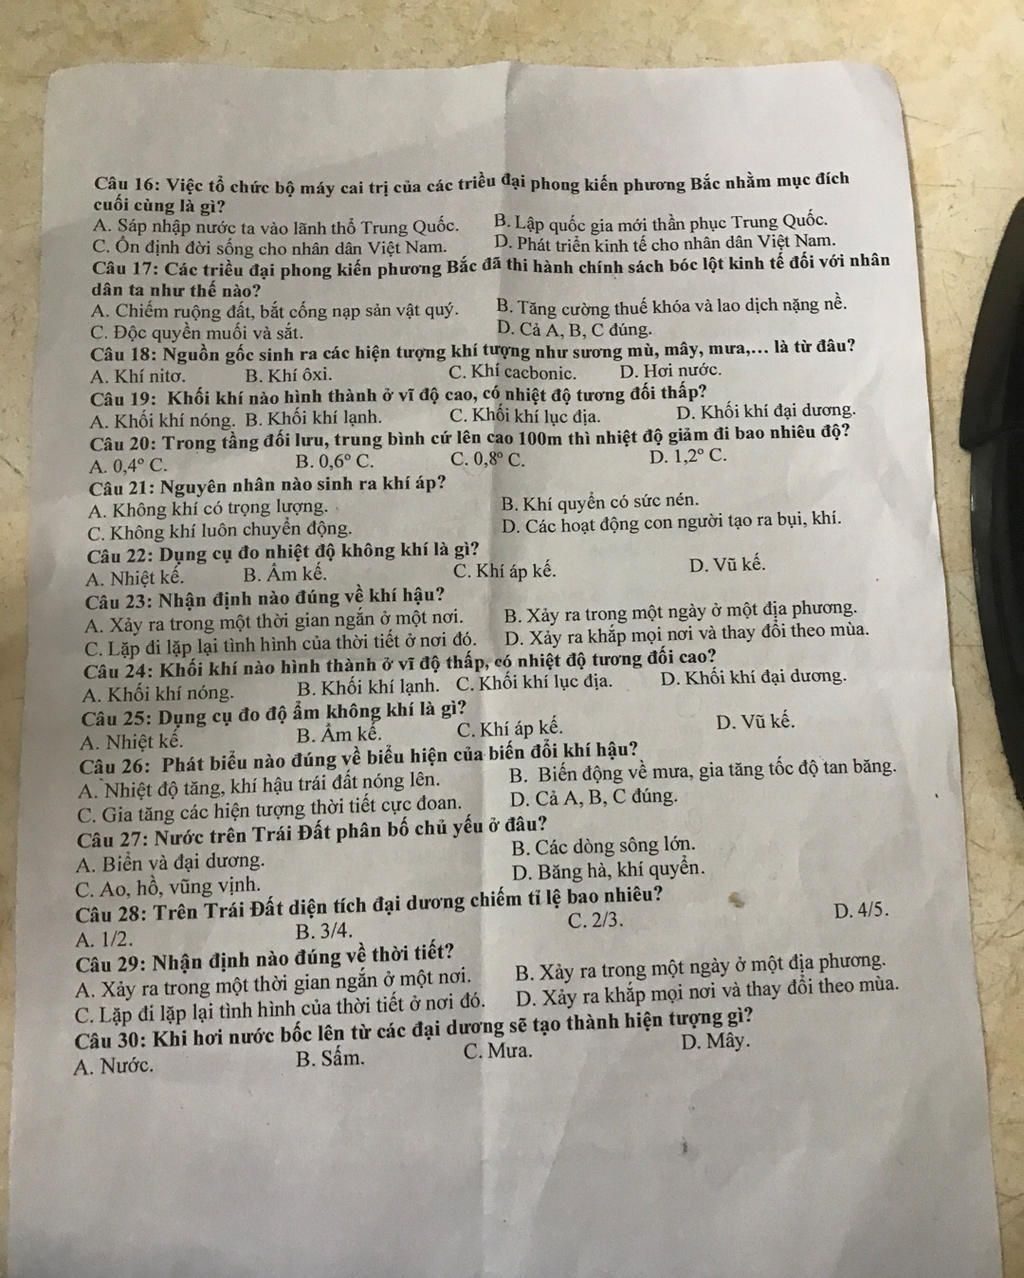 Câu 16: Việc tổ chức bộ máy cai trị của các triều đại phong kiến phương Bắc nhằm mục đích
cuối cùng là gì?
A. Sáp nhập nước ta vào lãnh thổ Trung Quốc. B. Lập quốc gia mới thần phục Trung Quốc.
C. Ổn định đời sống cho nhân dân Việt Nam. D. Phát triển kinh tế cho nhân dân Việt Nam.
Câu 17: Các triều đại phong kiến phương Bắc đã thi hành chính sách bóc lột kinh tế đối với nhân
dân ta như thế nào?
A. Chiếm ruộng đất, bắt cống nạp sản vật quý. B. Tăng cường thuế khóa và lao dịch nặng nề.
C. Độc quyền muối và sắt. D. Cả A, B, C đúng.
Câu 18: Nguồn gốc sinh ra các hiện tượng khí tượng như sương mù, mây, mưa,... là từ đâu?
A. Khí nitơ. B. Khí ôxi. C. Khí cacbonic. D. Hơi nước.
Câu 19: Khối khí nào hình thành ở vĩ độ cao, có nhiệt độ tương đối thấp?
A. Khối khí nóng. B. Khối khí lạnh. C. Khối khí lục địa. D. Khối khí đại dương.
Câu 20: Trong tầng đối lưu, trung bình cứ lên cao 100m thì nhiệt độ giảm đi bao nhiêu độ?
A. 0,4º C. B. 0,6º C. C. 0,8º C. D. 1,2º C.
Câu 21: Nguyên nhân nào sinh ra khí áp?
A. Không khí có trọng lượng. B. Khí quyển có sức nén.
C. Không khí luôn chuyển động. D. Các hoạt động con người tạo ra bụi, khí.
Câu 22: Dụng cụ đo nhiệt độ không khí là gì?
A. Nhiệt kế. B. Ẩm kế. C. Khí áp kế. D. Vũ kế.
Câu 23: Nhận định nào đúng về khí hậu?
A. Xảy ra trong một thời gian ngắn ở một nơi. B. Xảy ra trong một ngày ở một địa phương.
C. Lặp đi lặp lại tình hình của thời tiết ở nơi đó. D. Xảy ra khắp mọi nơi và thay đổi theo mùa.
Câu 24: Khối khí nào hình thành ở vĩ độ thấp, có nhiệt độ tương đối cao?
A. Khối khí nóng. B. Khối khí lạnh. C. Khối khí lục địa. D. Khối khí đại dương.
Câu 25: Dụng cụ đo độ ẩm không khí là gì?
A. Nhiệt kế. B. Ẩm kế. C. Khí áp kế. D. Vũ kế.
Câu 26: Phát biểu nào đúng về biểu hiện của biến đổi khí hậu?
A. Nhiệt độ tăng, khí hậu trái đất nóng lên. B. Biến động về mưa, gia tăng tốc độ tan băng.
C. Gia tăng các hiện tượng thời tiết cực đoan. D. Cả A, B, C đúng.
Câu 27: Nước trên Trái Đất phân bố chủ yếu ở đâu?
A. Biển và đại dương. B. Các dòng sông lớn.
C. Ao, hồ, vũng vịnh. D. Băng hà, khí quyển.
Câu 28: Trên Trái Đất diện tích đại dương chiếm tỉ lệ bao nhiêu?
A. 1/2. B. 3/4. C. 2/3. D. 4/5.
Câu 29: Nhận định nào đúng về thời tiết?
A. Xảy ra trong một thời gian ngắn ở một nơi. B. Xảy ra trong một ngày ở một địa phương.
C. Lặp đi lặp lại tình hình của thời tiết ở nơi đó. D. Xảy ra khắp mọi nơi và thay đổi theo mùa.
Câu 30: Khi hơi nước bốc lên từ các đại dương sẽ tạo thành hiện tượng gì?
A. Nước. B. Sấm. C. Mưa. D. Mây.